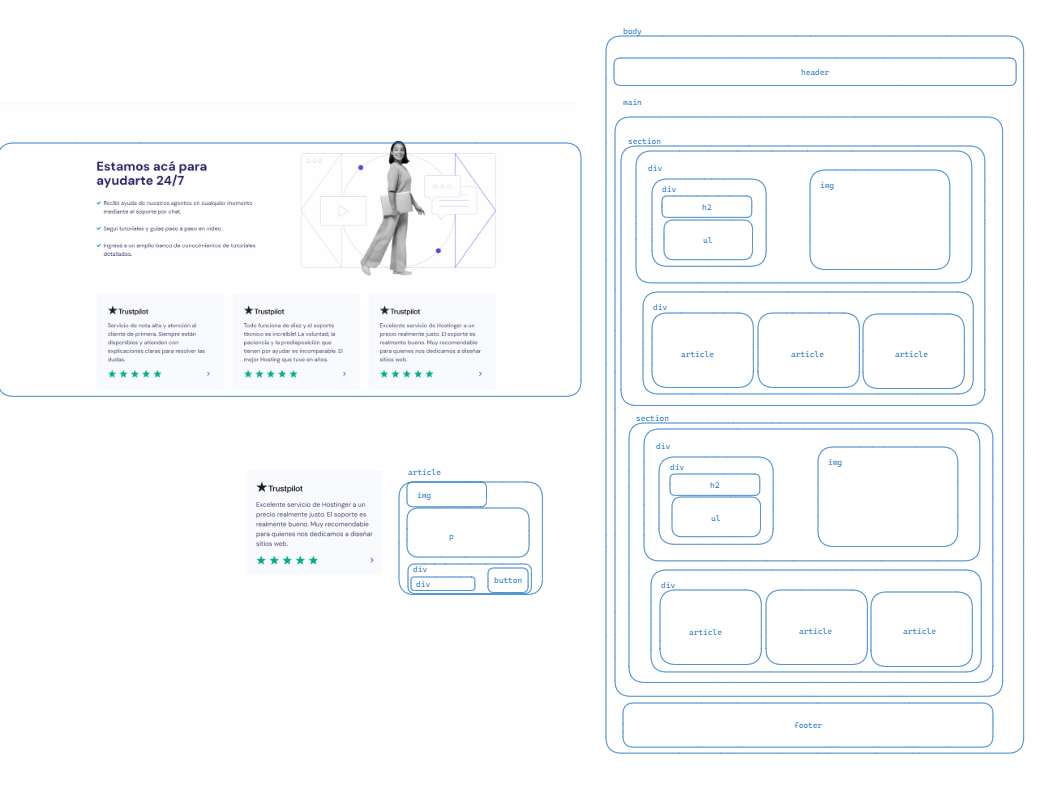 Estamos acá para
ayudarte 24/7
Recibí ayuda de nuestros agentes en cualquier momento
mediante el soporte por chat.
Seguí tutoriales y guías paso a paso en video.
Ingresá a un amplio banco de conocimientos de tutoriales
detallados.
Trustpilot
Servicio de nota alta y atención al
cliente de primera. Siempre están
disponibles y atienden con
explicaciones claras para resolver las
dudas.
Trustpilot
Todo funciona de diez y el soporte
técnico es increíble! La voluntad, la
paciencia y la predisposición que
tienen por ayudar es incomparable. El
mejor Hosting que tuve en años.
Trustpilot
Excelente servicio de Hostinger a un
precio realmente justo. El soporte es
realmente bueno. Muy recomendable
para quienes nos dedicamos a diseñar
sitios web.
Trustpilot
Excelente servicio de Hostinger a un
precio realmente justo. El soporte es
realmente bueno. Muy recomendable
para quienes nos dedicamos a diseñar
sitios web.
article
img
p
div
div
button
body
header
main
section
div
div
h2
ul
img
div
article
article
article
section
div
div
h2
ul
img
div
article
article
article
footer